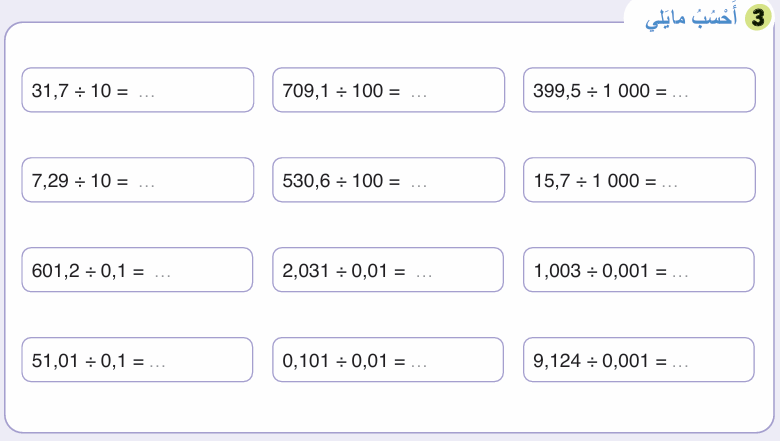 3 أَحْسُبُ مايَلي
31,7 ÷ 10 = ...
709,1 ÷ 100 = ...
399,5 ÷ 1 000 = ...
7,29 ÷ 10 = ...
530,6 ÷ 100 = ...
15,7 ÷ 1 000 = ...
601,2 ÷ 0,1 = ...
2,031 ÷ 0,01 = ...
1,003 ÷ 0,001 = ...
51,01 ÷ 0,1 = ...
0,101 ÷ 0,01 = ...
9,124 ÷ 0,001 = ...